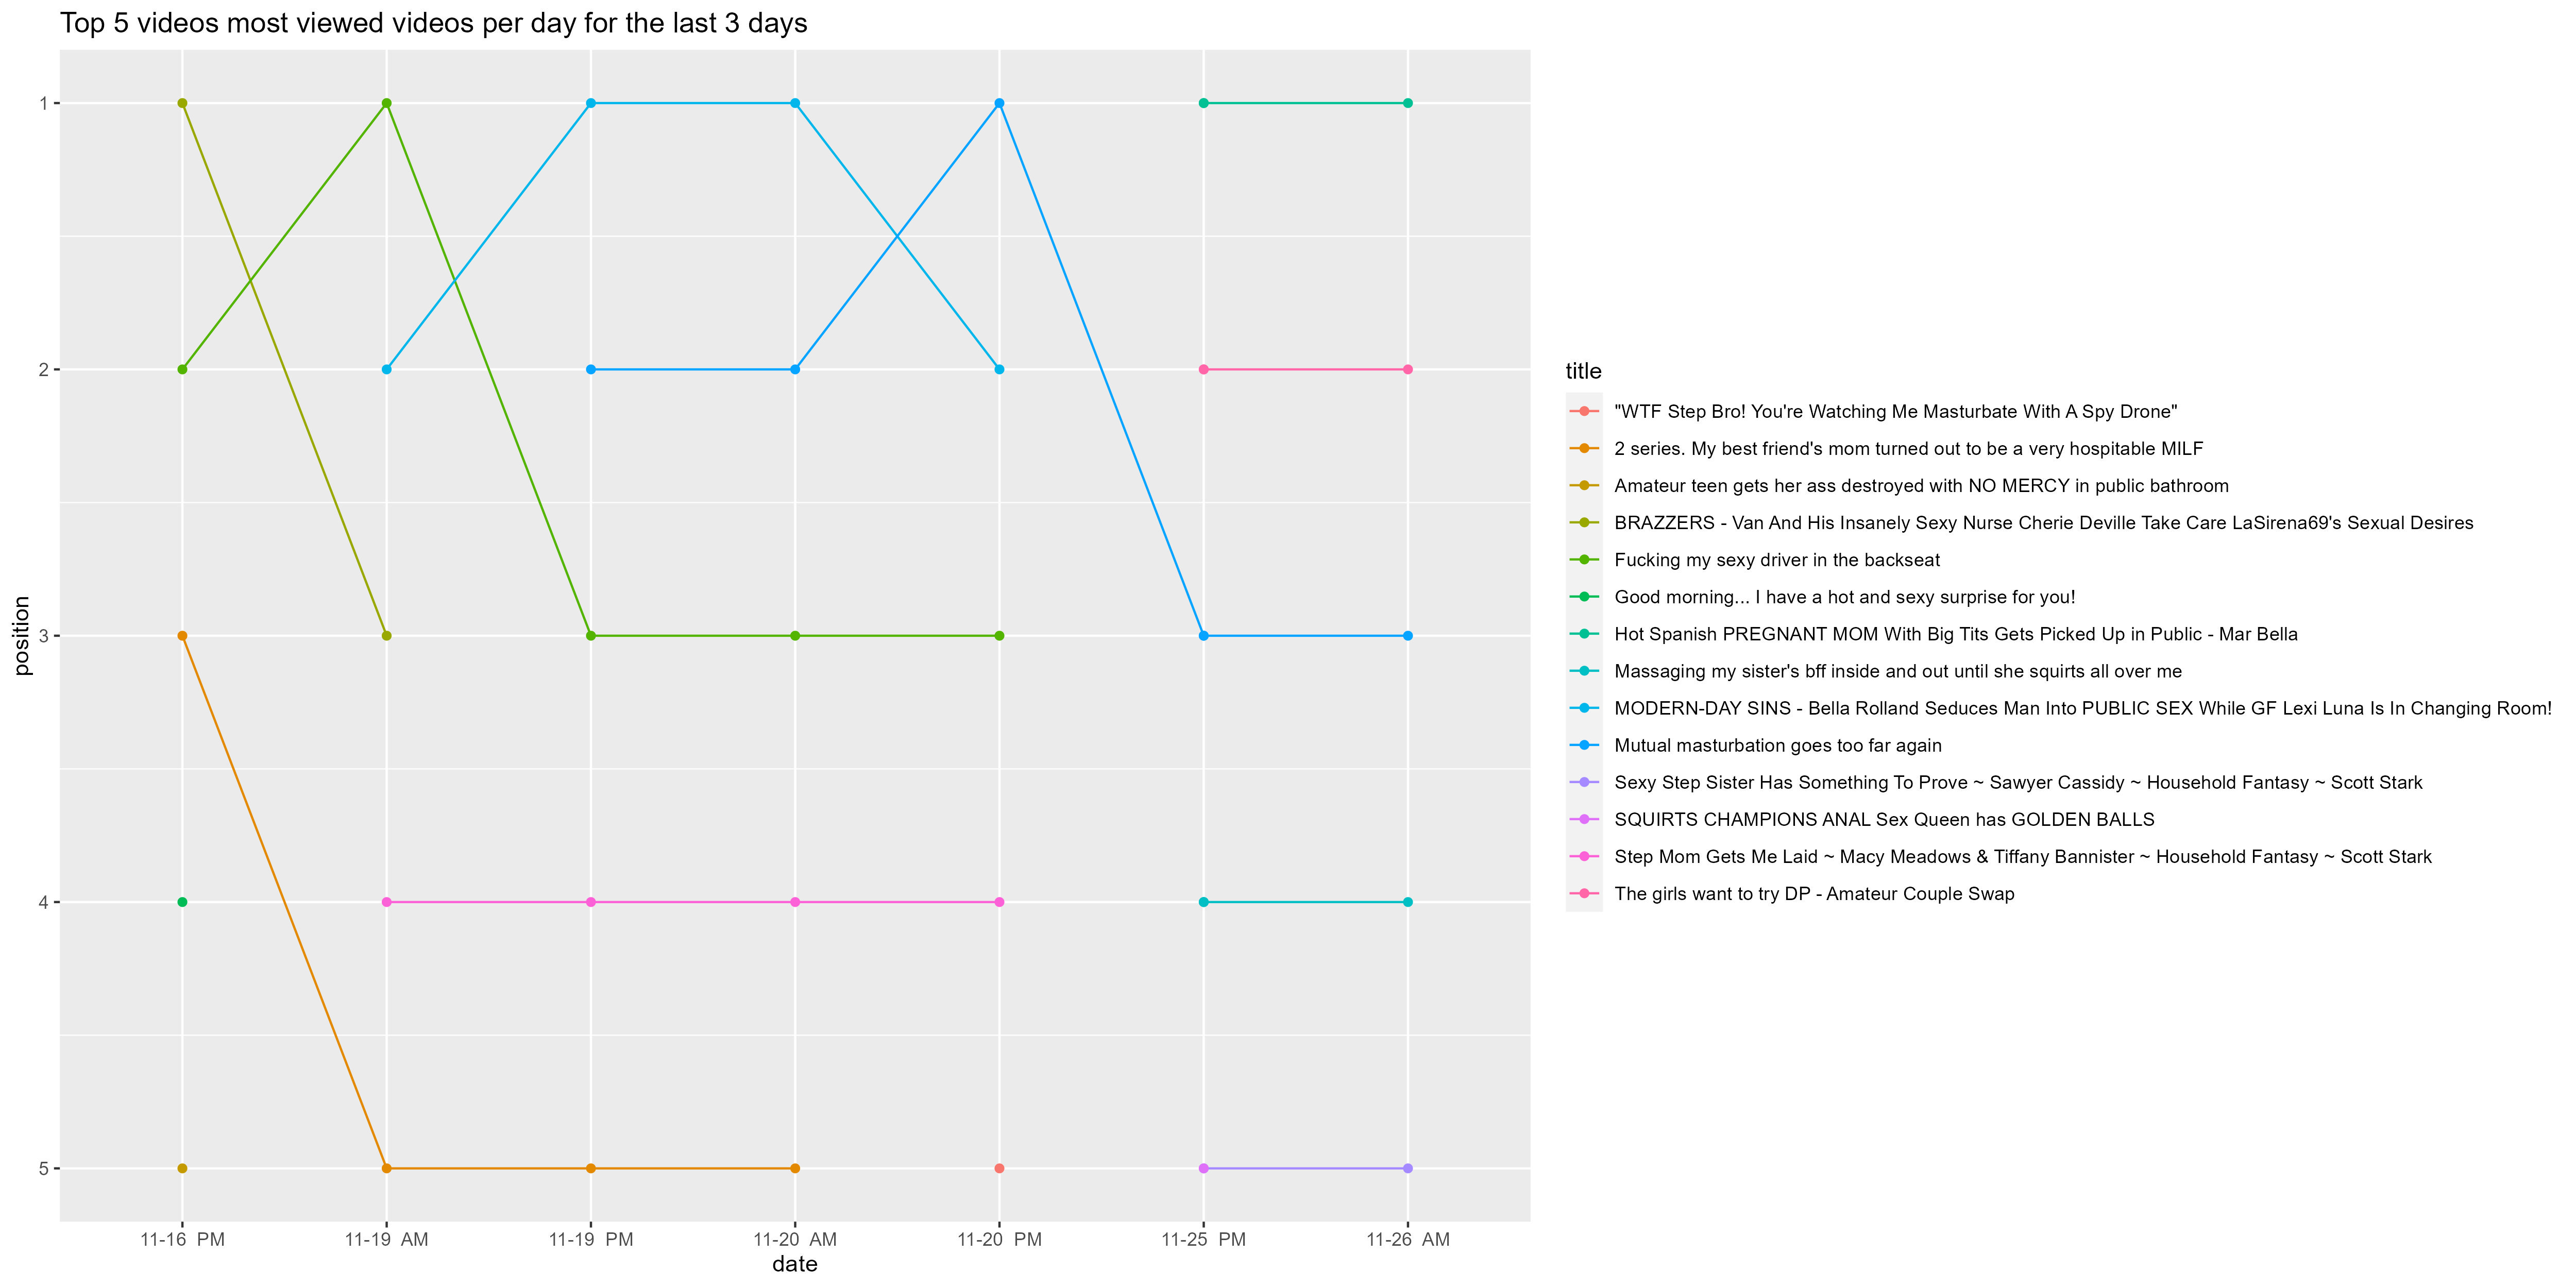 Top 5 videos most viewed videos per day for the last 3 days
position
1
2
3
4
5
11-16 PM
11-19 AM
11-19 PM
11-20 AM
11-20 PM
11-25 PM
11-26 AM
date
title
"WTF Step Bro! You're Watching Me Masturbate With A Spy Drone"
2 series. My best friend's mom turned out to be a very hospitable MILF
Amateur teen gets her ass destroyed with NO MERCY in public bathroom
BRAZZERS - Van And His Insanely Sexy Nurse Cherie Deville Take Care LaSirena69's Sexual Desires
Fucking my sexy driver in the backseat
Good morning... I have a hot and sexy surprise for you!
Hot Spanish PREGNANT MOM With Big Tits Gets Picked Up in Public - Mar Bella
Massaging my sister's bff inside and out until she squirts all over me
MODERN-DAY SINS - Bella Rolland Seduces Man Into PUBLIC SEX While GF Lexi Luna Is In Changing Room!
Mutual masturbation goes too far again
Sexy Step Sister Has Something To Prove ~ Sawyer Cassidy ~ Household Fantasy ~ Scott Stark
SQUIRTS CHAMPIONS ANAL Sex Queen has GOLDEN BALLS
Step Mom Gets Me Laid ~ Macy Meadows & Tiffany Bannister ~ Household Fantasy ~ Scott Stark
The girls want to try DP - Amateur Couple Swap